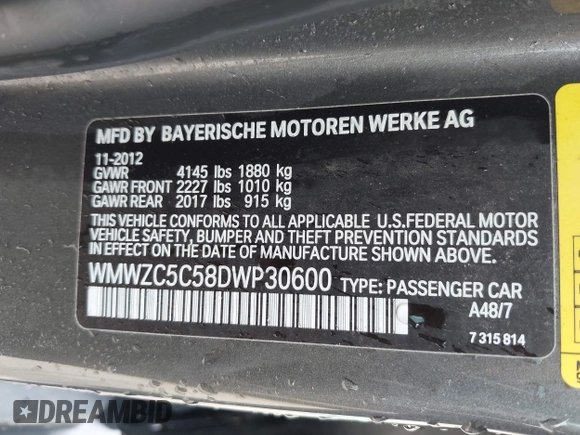 MFD BY BAYERISCHE MOTOREN WERKE AG
11-2012
GVWR 4145 lbs 1880 kg
GAWR FRONT 2227 lbs 1010 kg
GAWR REAR 2017 lbs 915 kg
THIS VEHICLE CONFORMS TO ALL APPLICABLE U.S.FEDERAL MOTOR
VEHICLE SAFETY, BUMPER AND THEFT PREVENTION STANDARDS
IN EFFECT ON THE DATE OF MANUFACTURE SHOWN ABOVE.
WMWZC5C58DWP30600 TYPE: PASSENGER CAR
A48/7
7 315 814
DREAMBID